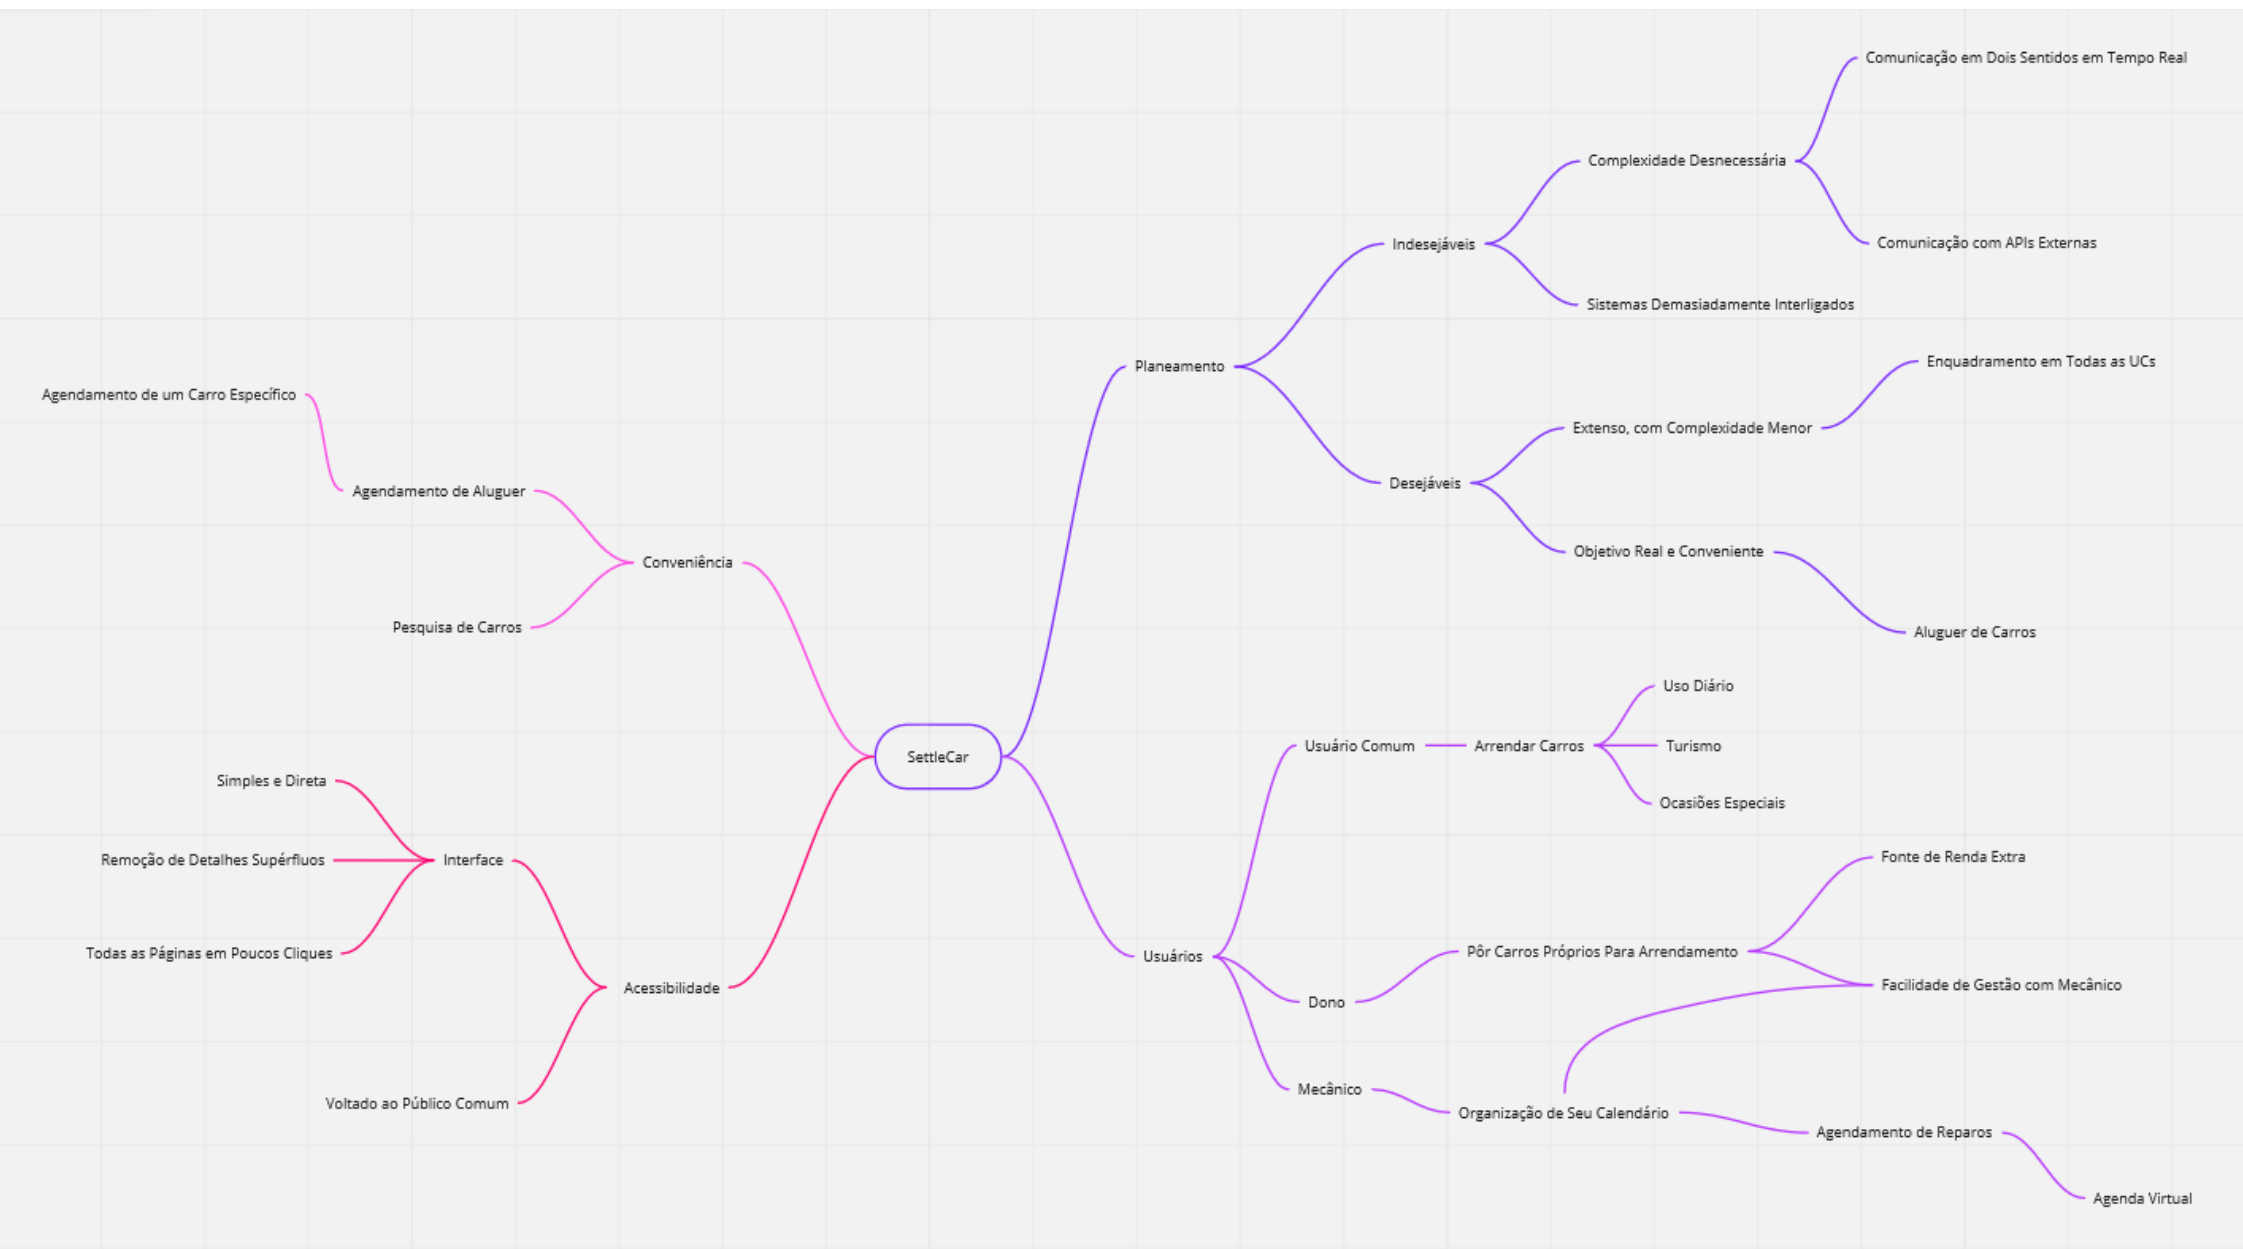 Comunicação em Dois Sentidos em Tempo Real
Complexidade Desnecessária
Comunicação com APIs Externas
Indesejáveis
Sistemas Demasiadamente Interligados
Planeamento
Enquadramento em Todas as UCs
Extenso, com Complexidade Menor
Desejáveis
Objetivo Real e Conveniente
Aluguer de Carros
Agendamento de um Carro Específico
Agendamento de Aluguer
Conveniência
Pesquisa de Carros
SettleCar
Uso Diário
Usuário Comum
Arrendar Carros
Turismo
Ocasiões Especiais
Simples e Direta
Remoção de Detalhes Supérfluos
Interface
Todas as Páginas em Poucos Cliques
Acessibilidade
Voltado ao Público Comum
Usuários
Fonte de Renda Extra
Pôr Carros Próprios Para Arrendamento
Dono
Facilidade de Gestão com Mecânico
Mecânico
Organização de Seu Calendário
Agendamento de Reparos
Agenda Virtual